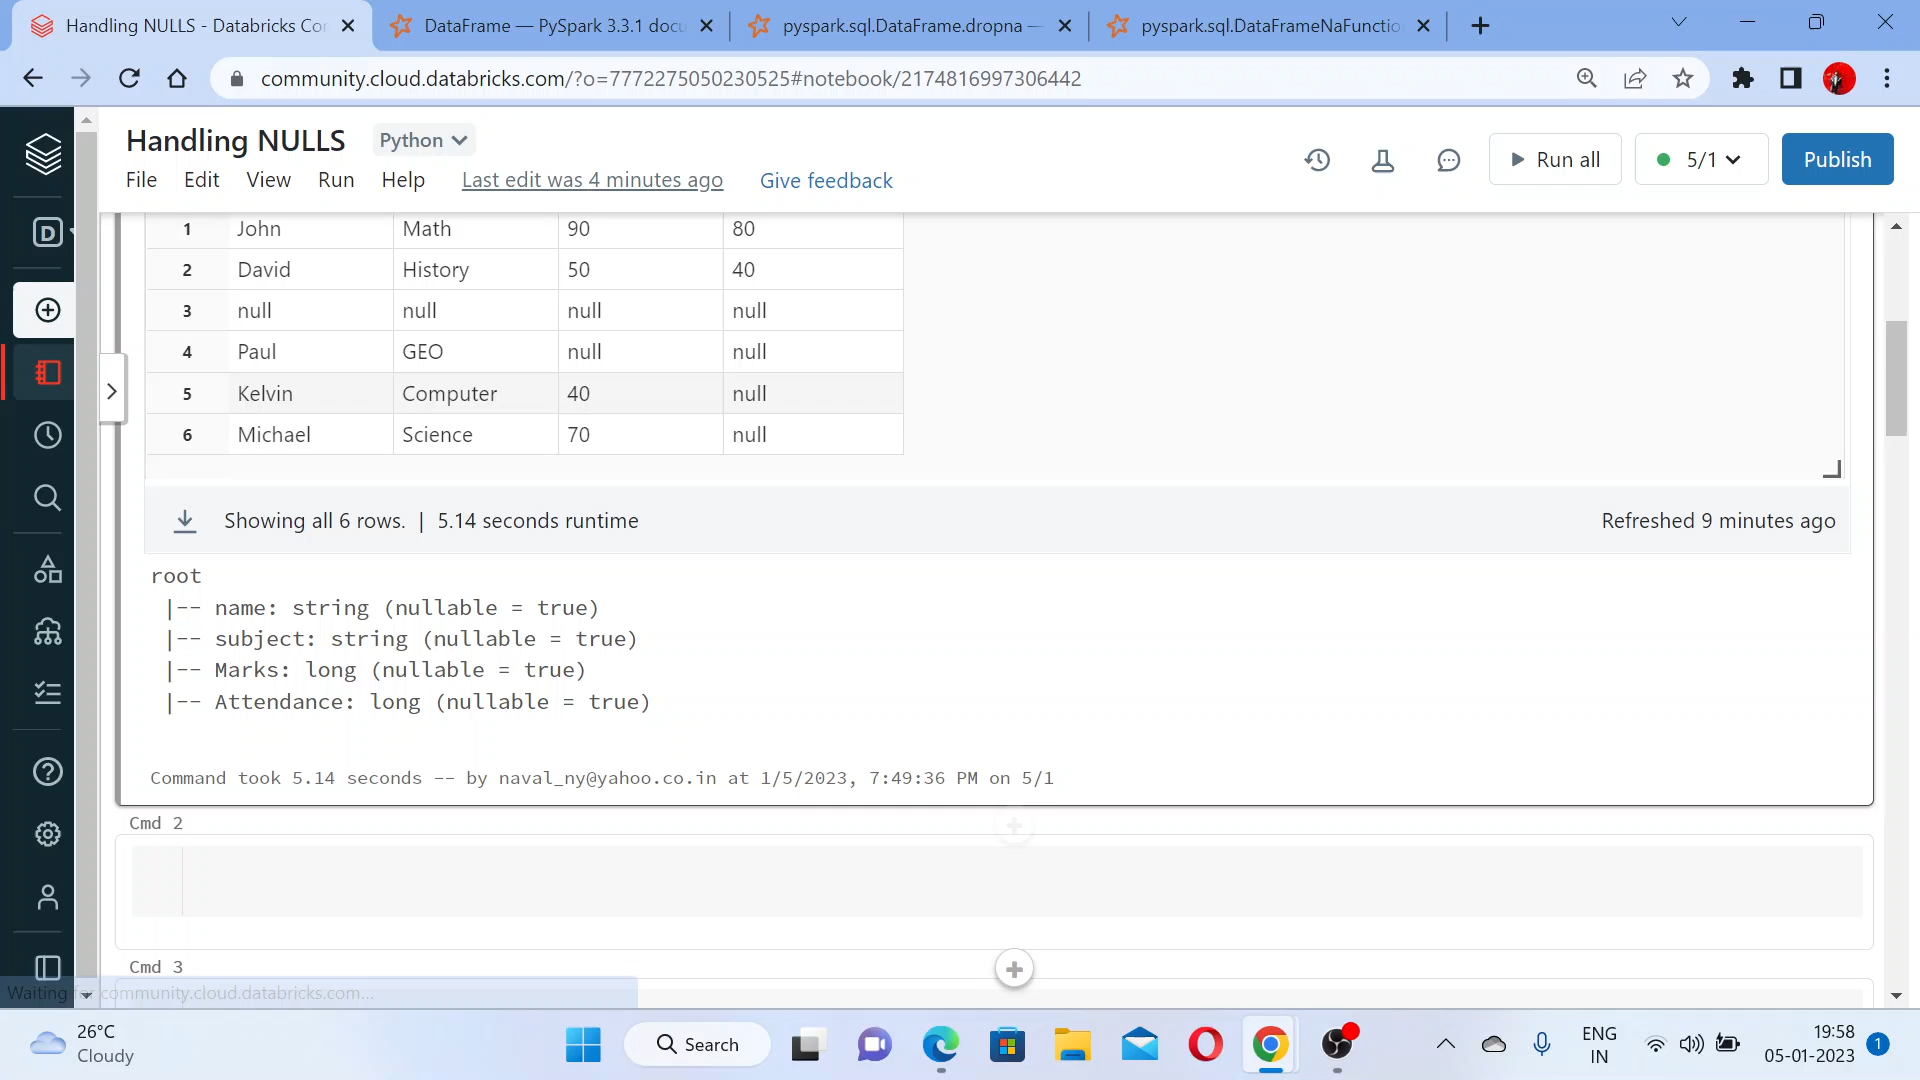 Handling NULLS - Databricks Co
DataFrame — PySpark 3.3.1 docu
pyspark.sql.DataFrame.dropna —
pyspark.sql.DataFrameNaFunctio
community.cloud.databricks.com/?o=7772275050230525#notebook/2174816997306442
Handling NULLS
Python
File Edit View Run Help Last edit was 4 minutes ago Give feedback
Run all
5/1
Publish
D
1 John Math 90 80
2 David History 50 40
3 null null null null
4 Paul GEO null null
5 Kelvin Computer 40 null
6 Michael Science 70 null
Showing all 6 rows. | 5.14 seconds runtime
Refreshed 9 minutes ago
root
|-- name: string (nullable = true)
|-- subject: string (nullable = true)
|-- Marks: long (nullable = true)
|-- Attendance: long (nullable = true)
Command took 5.14 seconds -- by naval_ny@yahoo.co.in at 1/5/2023, 7:49:36 PM on 5/1
Cmd 2
Cmd 3
Waiting for community.cloud.databricks.com...
26°C
Cloudy
Search
ENG
IN
19:58
05-01-2023
1